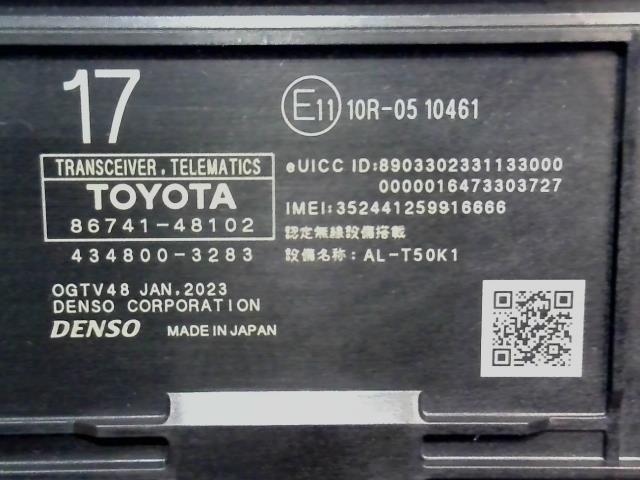 17
E11 10R-05 10461
TRANSCEIVER, TELEMATICS
TOYOTA
86741-48102
434800-3283
eUICC ID:8903302331133000
0000016473303727
IMEI:352441259916666
認定無線設備搭載
設備名称: AL-T50K1
OGTV48 JAN,2023
DENSO CORPORATION
DENSO MADE IN JAPAN